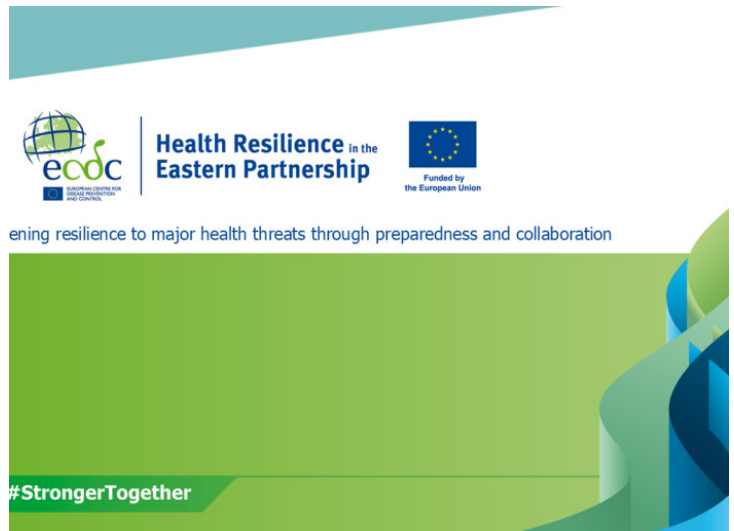 ecdc
EUROPEAN CENTRE FOR
DISEASE PREVENTION
AND CONTROL
Health Resilience in the
Eastern Partnership
Funded by
the European Union
ening resilience to major health threats through preparedness and collaboration
#StrongerTogether